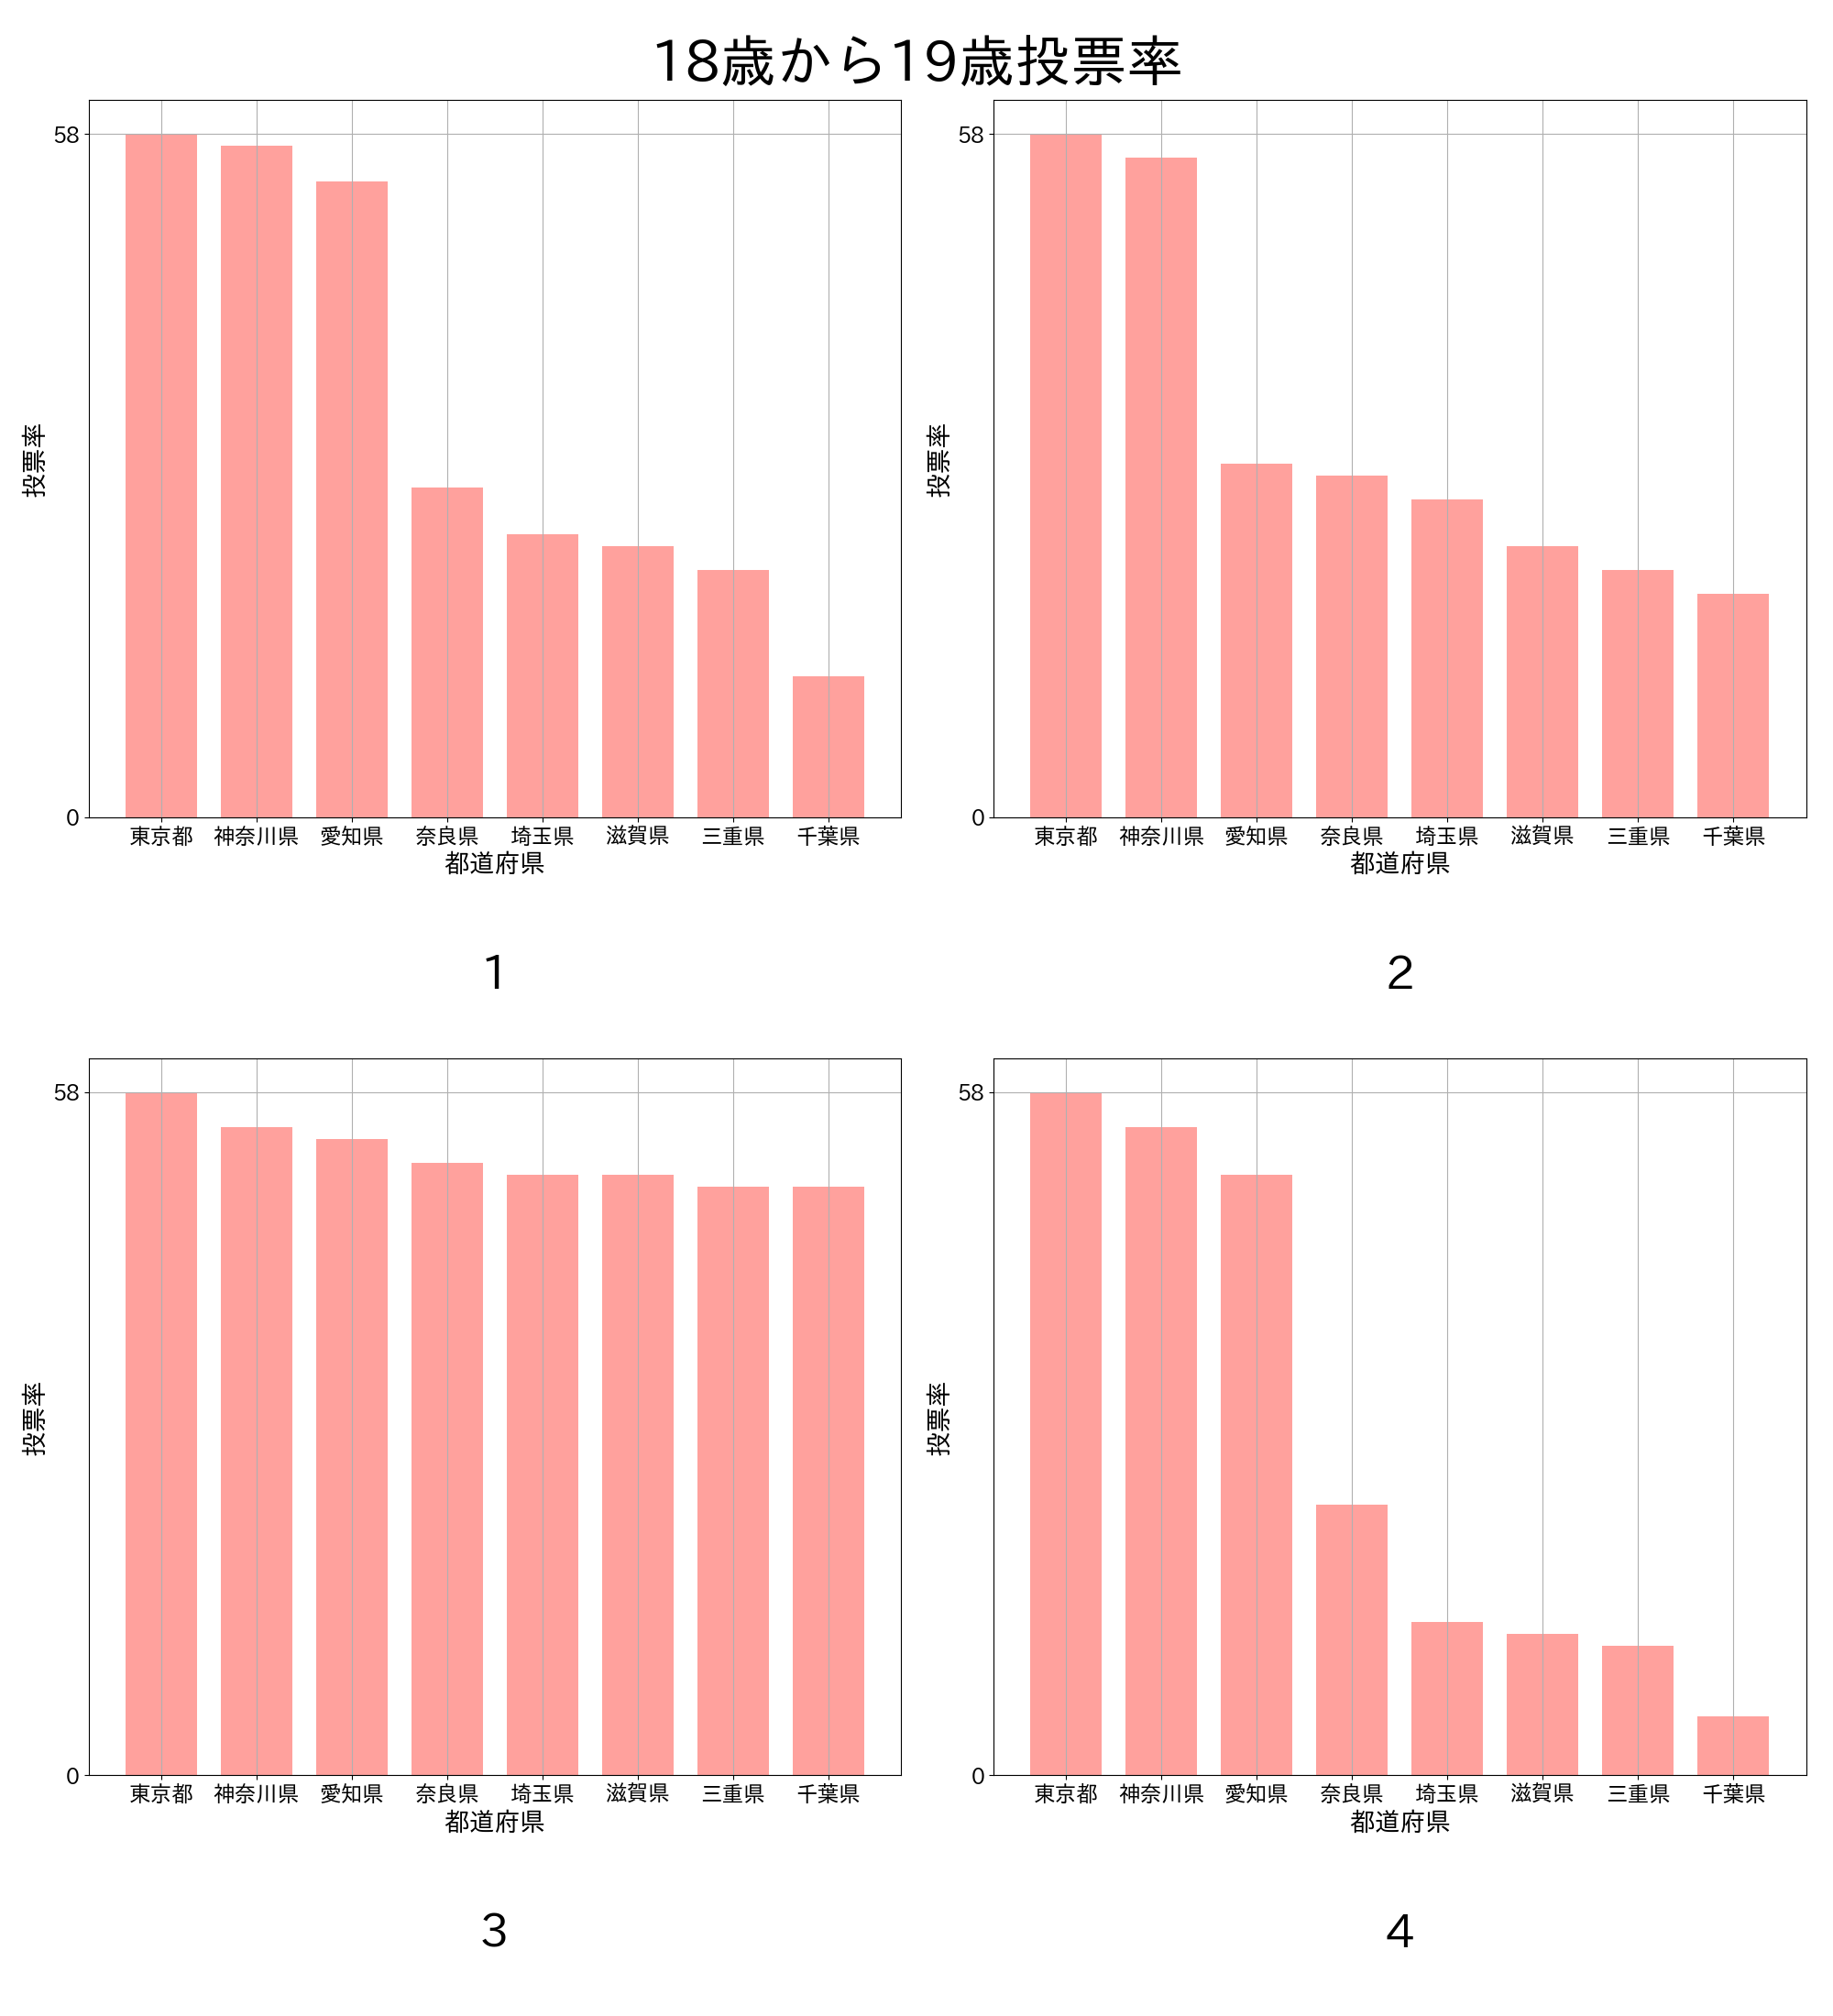 18歳から19歳投票率
58
投票率
0
東京都 神奈川県 愛知県 奈良県 埼玉県 滋賀県 三重県 千葉県
都道府県
1
58
投票率
0
東京都 神奈川県 愛知県 奈良県 埼玉県 滋賀県 三重県 千葉県
都道府県
2
58
投票率
0
東京都 神奈川県 愛知県 奈良県 埼玉県 滋賀県 三重県 千葉県
都道府県
3
58
投票率
0
東京都 神奈川県 愛知県 奈良県 埼玉県 滋賀県 三重県 千葉県
都道府県
4